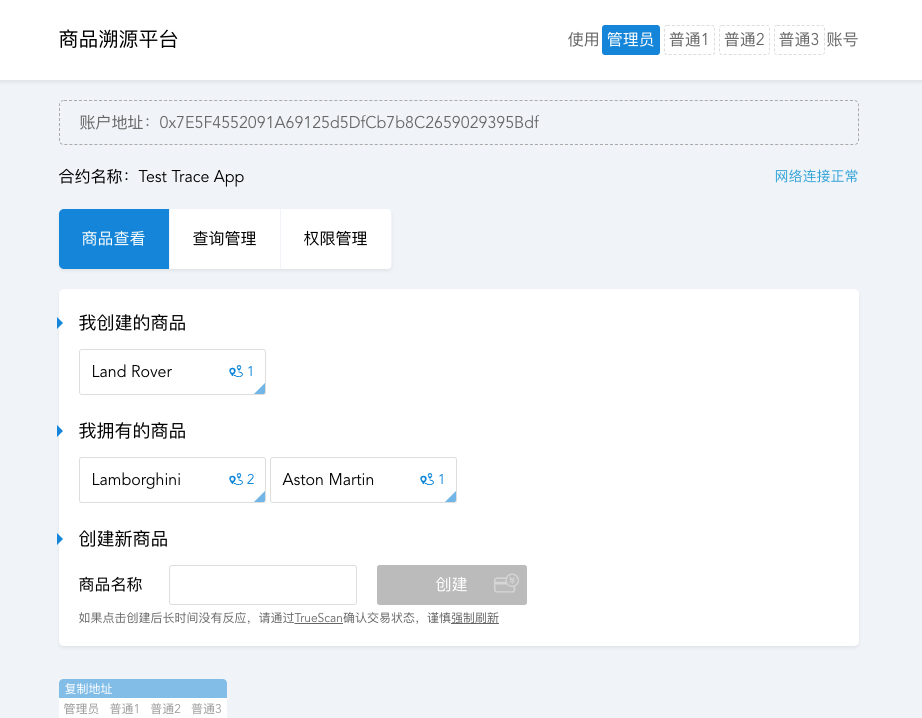 商品溯源平台
使用 管理员 普通1 普通2 普通3 账号
账户地址：0x7E5F4552091A69125d5DfCb7b8C2659029395Bdf
合约名称：Test Trace App
网络连接正常
商品查看 查询管理 权限管理
我创建的商品
Land Rover 1
我拥有的商品
Lamborghini 2 Aston Martin 1
创建新商品
商品名称 创建
如果点击创建后长时间没有反应，请通过TrueScan确认交易状态，谨慎强制刷新
复制地址
管理员 普通1 普通2 普通3